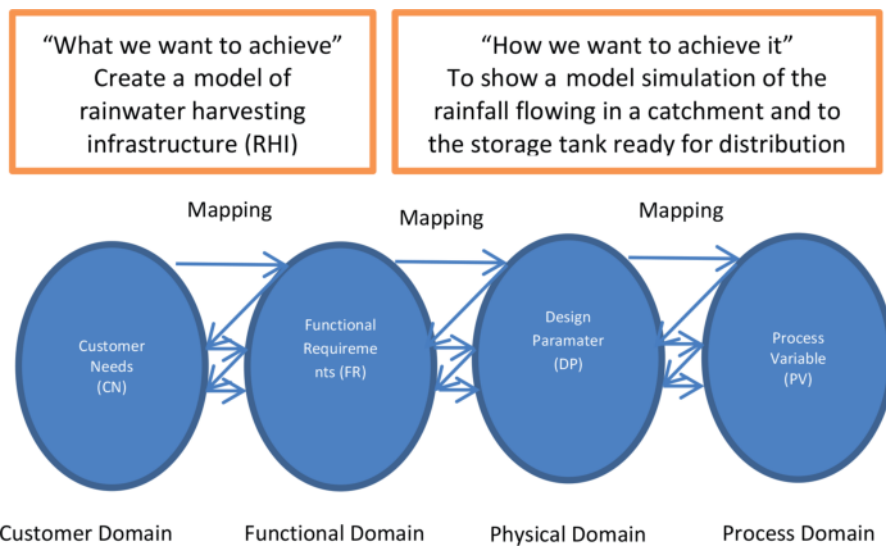 “What we want to achieve”
Create a model of
rainwater harvesting
infrastructure (RHI)
“How we want to achieve it”
To show a model simulation of the
rainfall flowing in a catchment and to
the storage tank ready for distribution
Mapping
Mapping
Mapping
Customer
Needs
(CN)
Functional
Requireme
nts (FR)
Design
Paramater
(DP)
Process
Variable
(PV)
Customer Domain
Functional Domain
Physical Domain
Process Domain